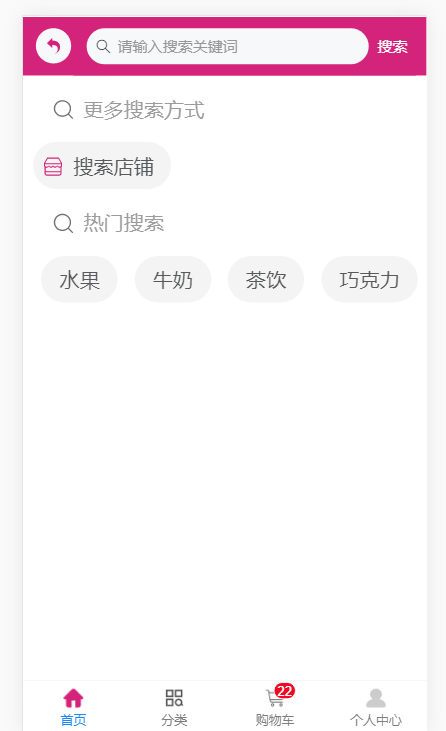 请输入搜索关键词 搜索
更多搜索方式
搜索店铺
热门搜索
水果 牛奶 茶饮 巧克力
22
首页 分类 购物车 个人中心